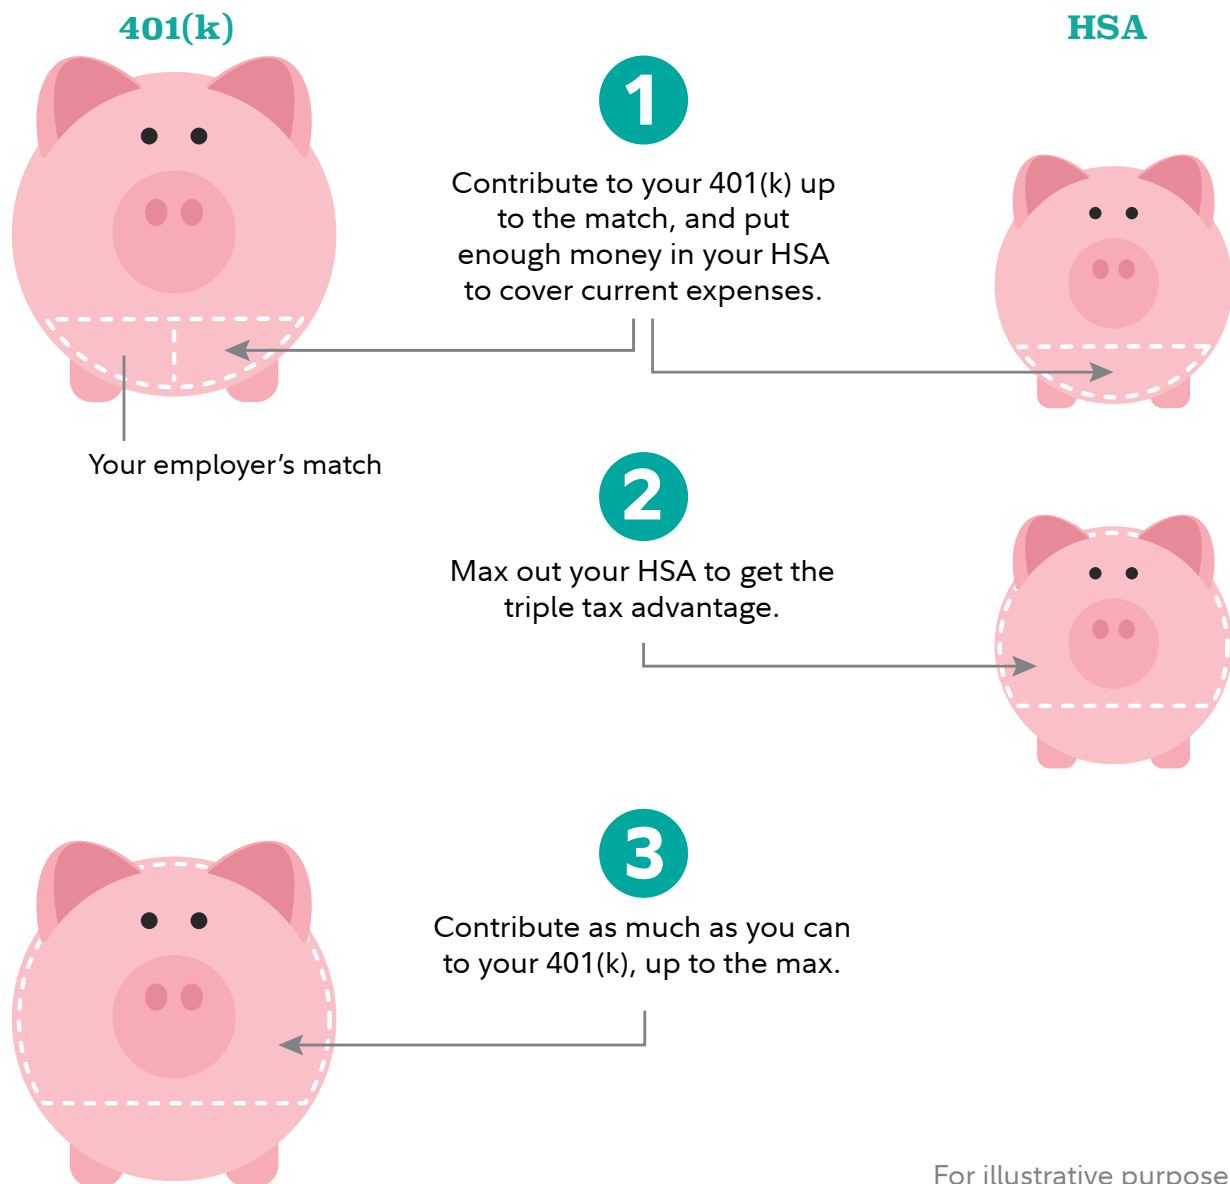 401(k)
HSA
1
Contribute to your 401(k) up
to the match, and put
enough money in your HSA
to cover current expenses.
Your employer’s match
2
Max out your HSA to get the
triple tax advantage.
3
Contribute as much as you can
to your 401(k), up to the max.
For illustrative purpose